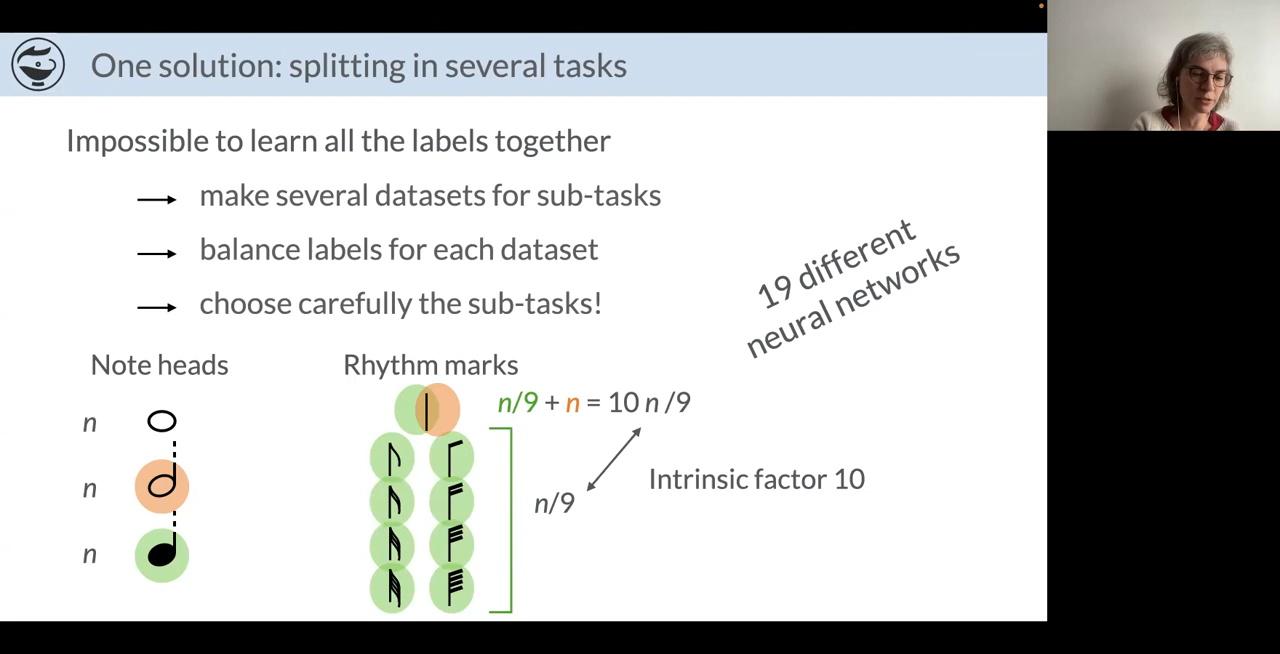 One solution: splitting in several tasks
Impossible to learn all the labels together
make several datasets for sub-tasks
balance labels for each dataset
choose carefully the sub-tasks!
19 different
neural networks
Note heads
n
n
n
Rhythm marks
n/9 + n = 10 n /9
n/9
Intrinsic factor 10